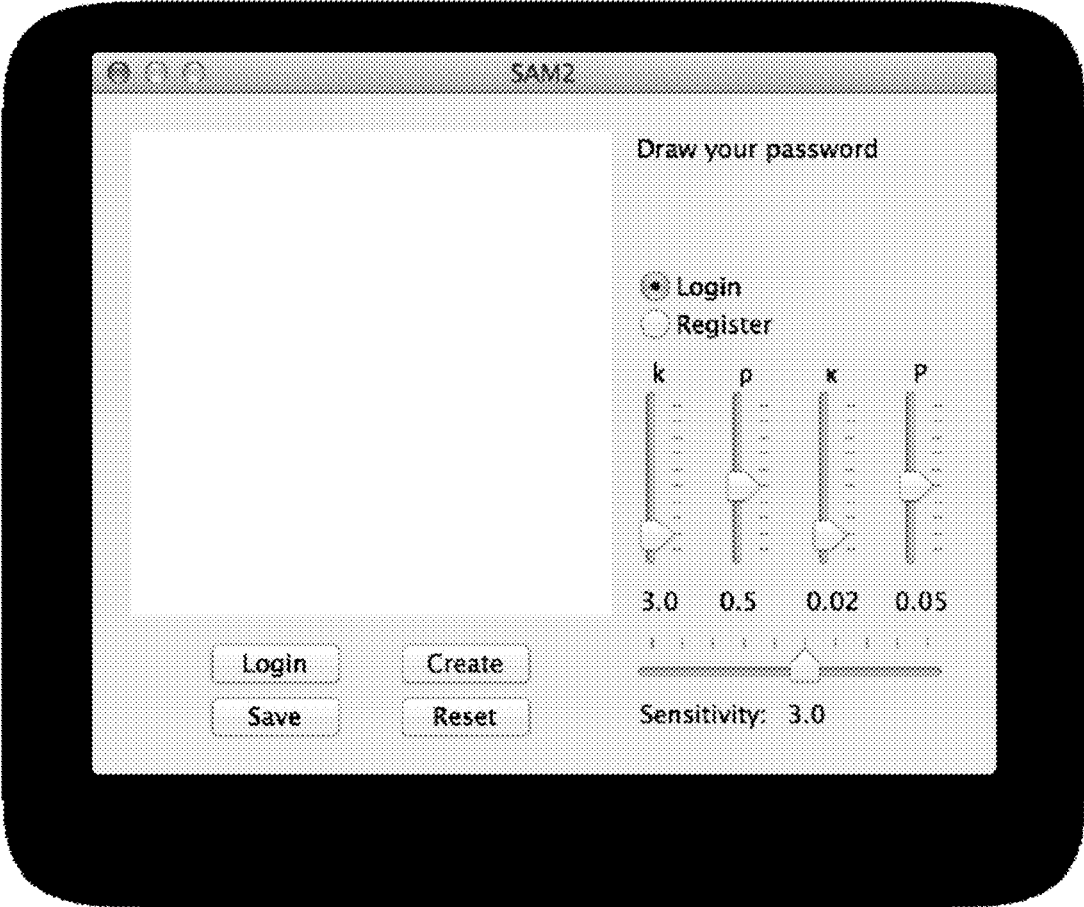 SAM2
Draw your password
Login
Register
k ρ κ P
3.0 0.5 0.02 0.05
Login Create
Save Reset
Sensitivity: 3.0